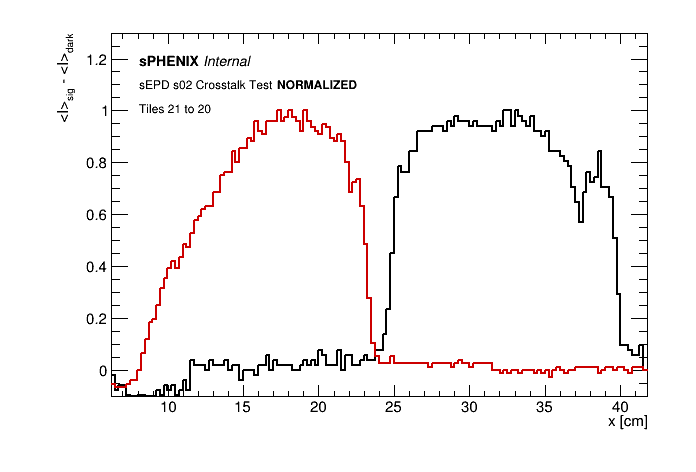 <I>sig - <I>dark
1.2
1
0.8
0.6
0.4
0.2
0
sPHENIX Internal
sEPD s02 Crosstalk Test NORMALIZED
Tiles 21 to 20
10 15 20 25 30 35 40
x [cm]